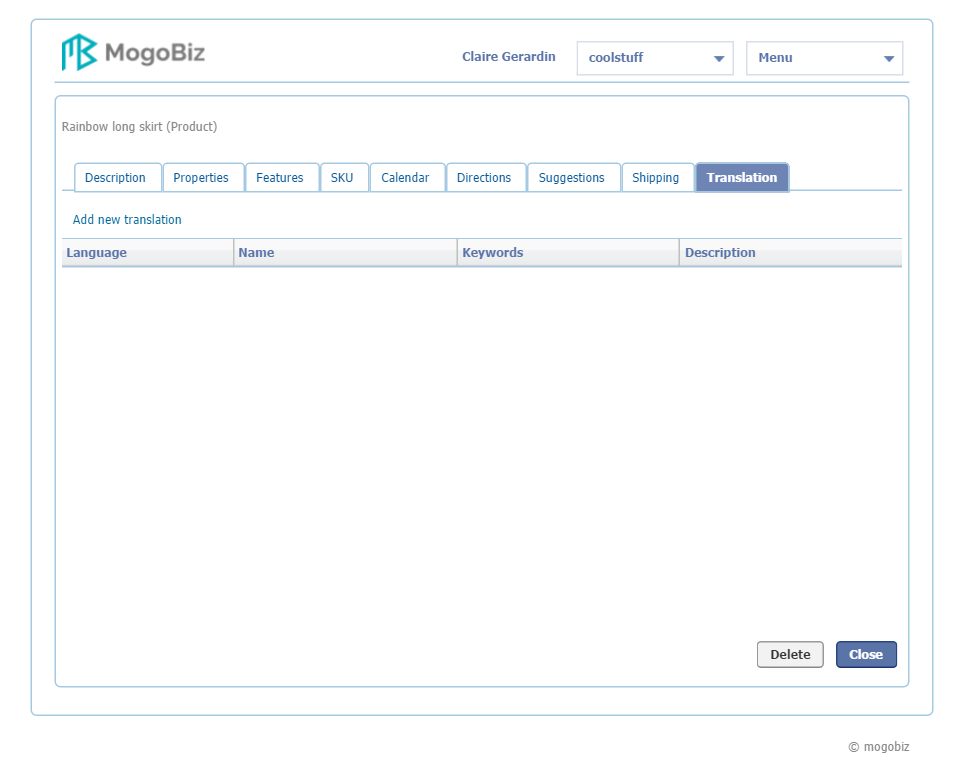 MogoBiz
Claire Gerardin coolstuff Menu
Rainbow long skirt (Product)
Description Properties Features SKU Calendar Directions Suggestions Shipping Translation
Add new translation
Language Name Keywords Description
Delete Close
© mogobiz